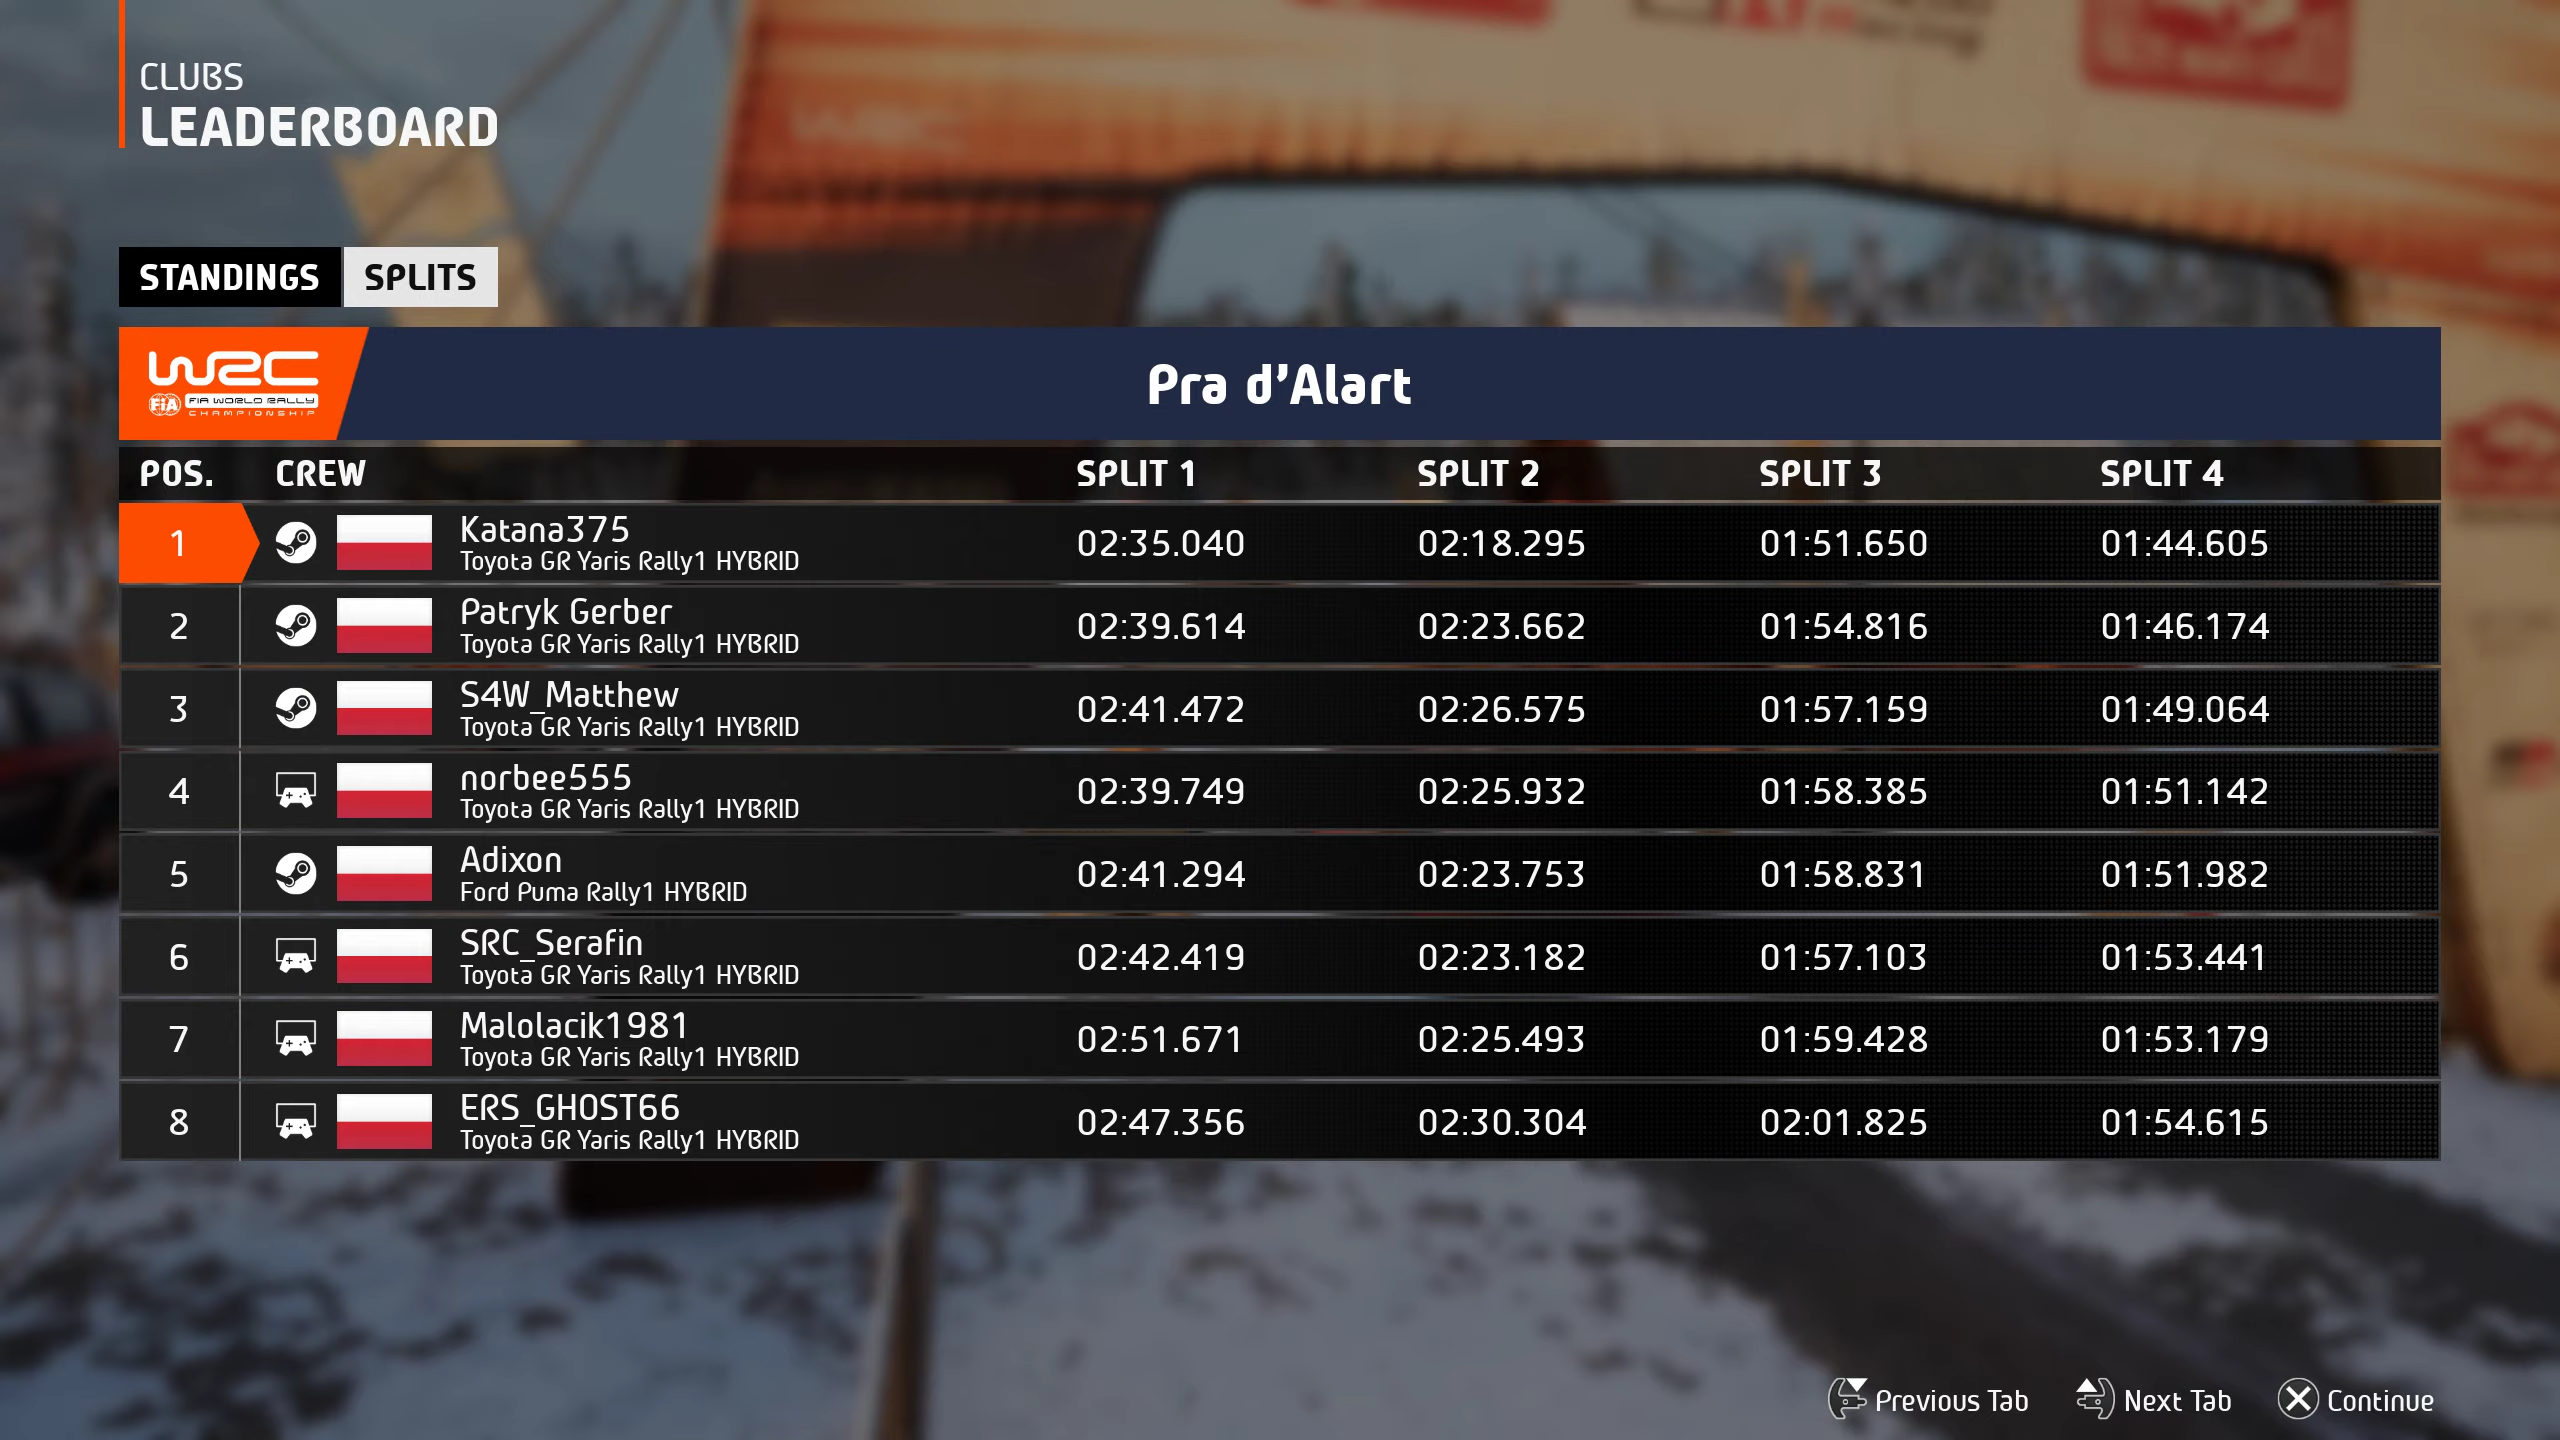 CLUBS
LEADERBOARD
STANDINGS SPLITS
WRC
FIA FIA WORLD RALLY
CHAMPIONSHIP
Pra d'Alart
POS. CREW SPLIT 1 SPLIT 2 SPLIT 3 SPLIT 4
1 Katana375 02:35.040 02:18.295 01:51.650 01:44.605
Toyota GR Yaris Rally1 HYBRID
2 Patryk Gerber 02:39.614 02:23.662 01:54.816 01:46.174
Toyota GR Yaris Rally1 HYBRID
3 S4W_Matthew 02:41.472 02:26.575 01:57.159 01:49.064
Toyota GR Yaris Rally1 HYBRID
4 norbee555 02:39.749 02:25.932 01:58.385 01:51.142
Toyota GR Yaris Rally1 HYBRID
5 Adixon 02:41.294 02:23.753 01:58.831 01:51.982
Ford Puma Rally1 HYBRID
6 SRC_Serafin 02:42.419 02:23.182 01:57.103 01:53.441
Toyota GR Yaris Rally1 HYBRID
7 Malolacik1981 02:51.671 02:25.493 01:59.428 01:53.179
Toyota GR Yaris Rally1 HYBRID
8 ERS_GHOST66 02:47.356 02:30.304 02:01.825 01:54.615
Toyota GR Yaris Rally1 HYBRID
Previous Tab Next Tab Continue